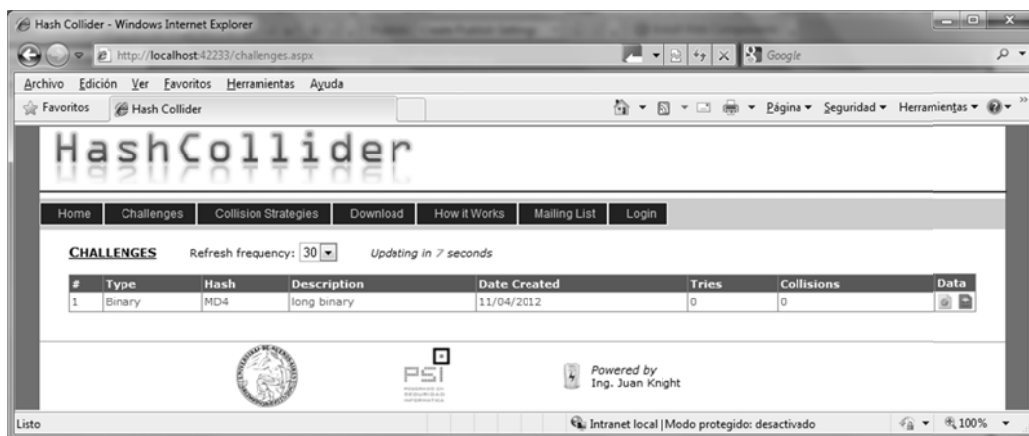 Hash Collider - Windows Internet Explorer
http://localhost:42233/challenges.aspx
Google
Archivo Edición Ver Favoritos Herramientas Ayuda
Favoritos Hash Collider
Página Seguridad Herramientas
HashCollider
Home Challenges Collision Strategies Download How it Works Mailing List Login
CHALLENGES Refresh frequency: 30 Updating in 7 seconds
# Type Hash Description Date Created Tries Collisions Data
1 Binary MD4 long binary 11/04/2012 0 0
PSI
Powered by
Ing. Juan Knight
Listo Intranet local | Modo protegido: desactivado 100%